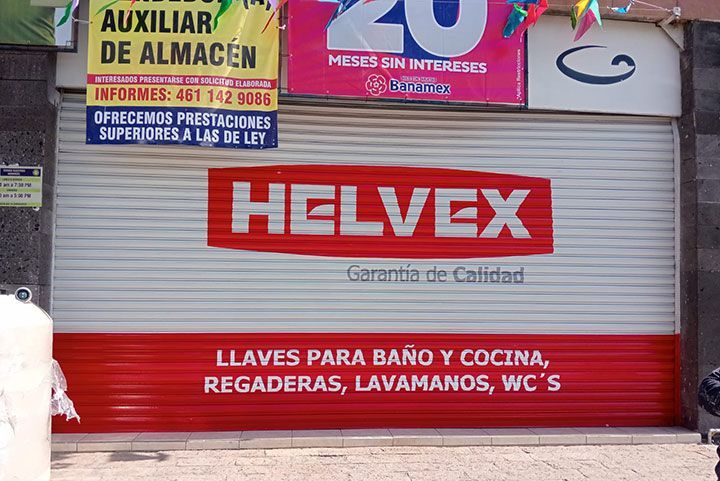 AUXILIAR
DE ALMACÉN
INTERESADOS PRESENTARSE CON SOLICITUD ELABORADA
INFORMES: 461 142 9086
OFRECEMOS PRESTACIONES
SUPERIORES A LAS DE LEY
20
MESES SIN INTERESES
Banamex
HELVEX
Garantía de Calidad
LLAVES PARA BAÑO Y COCINA,
REGADERAS, LAVAMANOS, WC´S